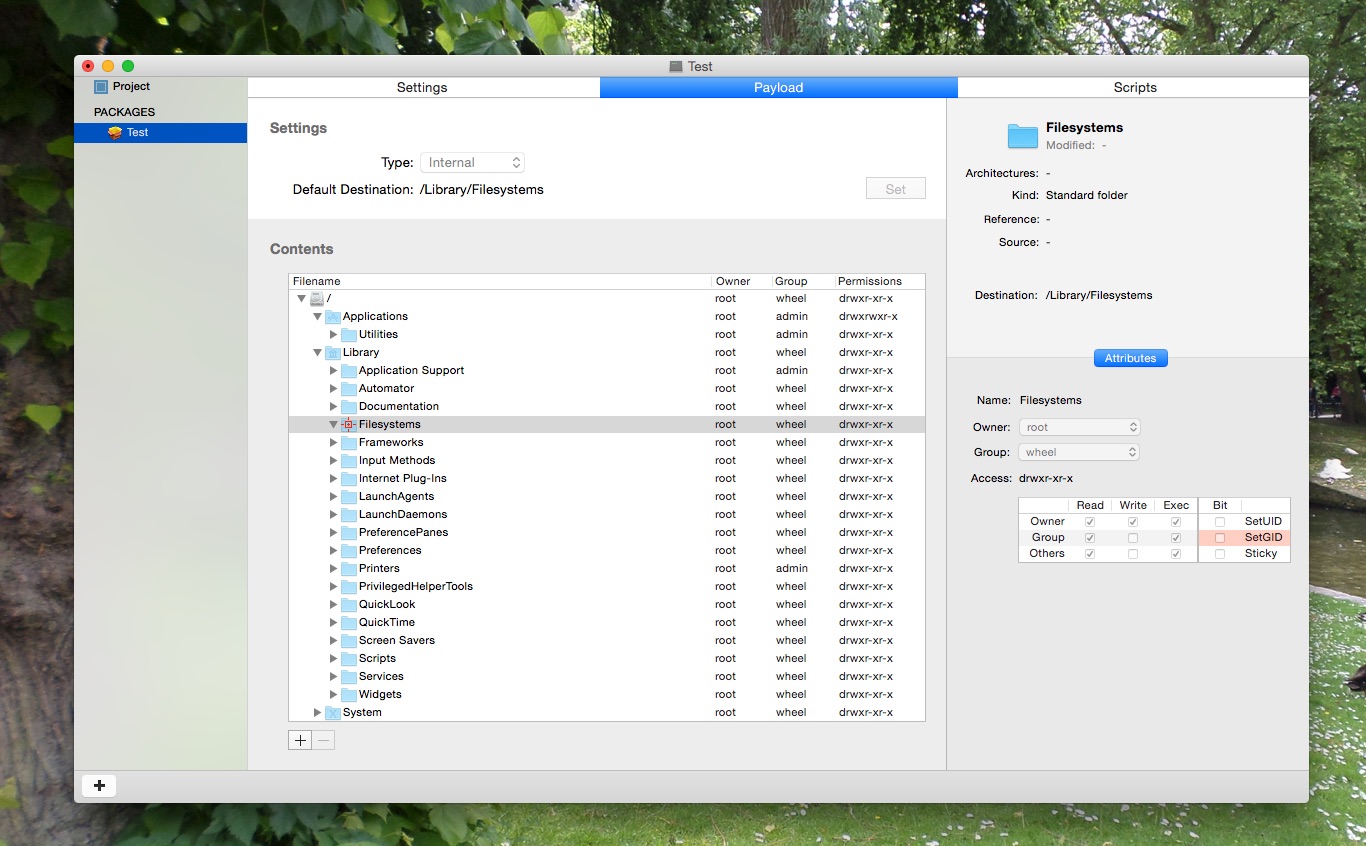 Test
Project
PACKAGES
Test
Settings Payload Scripts
Settings
Type: Internal
Default Destination: /Library/Filesystems Set
Contents
Filename Owner Group Permissions
/ root wheel drwxr-xr-x
Applications root admin drwxrwxr-x
Utilities root admin drwxr-xr-x
Library root wheel drwxr-xr-x
Application Support root admin drwxr-xr-x
Automator root wheel drwxr-xr-x
Documentation root wheel drwxr-xr-x
Filesystems root wheel drwxr-xr-x
Frameworks root wheel drwxr-xr-x
Input Methods root wheel drwxr-xr-x
Internet Plug-Ins root wheel drwxr-xr-x
LaunchAgents root wheel drwxr-xr-x
LaunchDaemons root wheel drwxr-xr-x
PreferencePanes root wheel drwxr-xr-x
Preferences root wheel drwxr-xr-x
Printers root admin drwxr-xr-x
PrivilegedHelperTools root wheel drwxr-xr-x
QuickLook root wheel drwxr-xr-x
QuickTime root wheel drwxr-xr-x
Screen Savers root wheel drwxr-xr-x
Scripts root wheel drwxr-xr-x
Services root wheel drwxr-xr-x
Widgets root wheel drwxr-xr-x
System root wheel drwxr-xr-x
Filesystems
Modified: -
Architectures: -
Kind: Standard folder
Reference: -
Source: -
Destination: /Library/Filesystems
Attributes
Name: Filesystems
Owner: root
Group: wheel
Access: drwxr-xr-x
Read Write Exec Bit
Owner SetUID
Group SetGID
Others Sticky